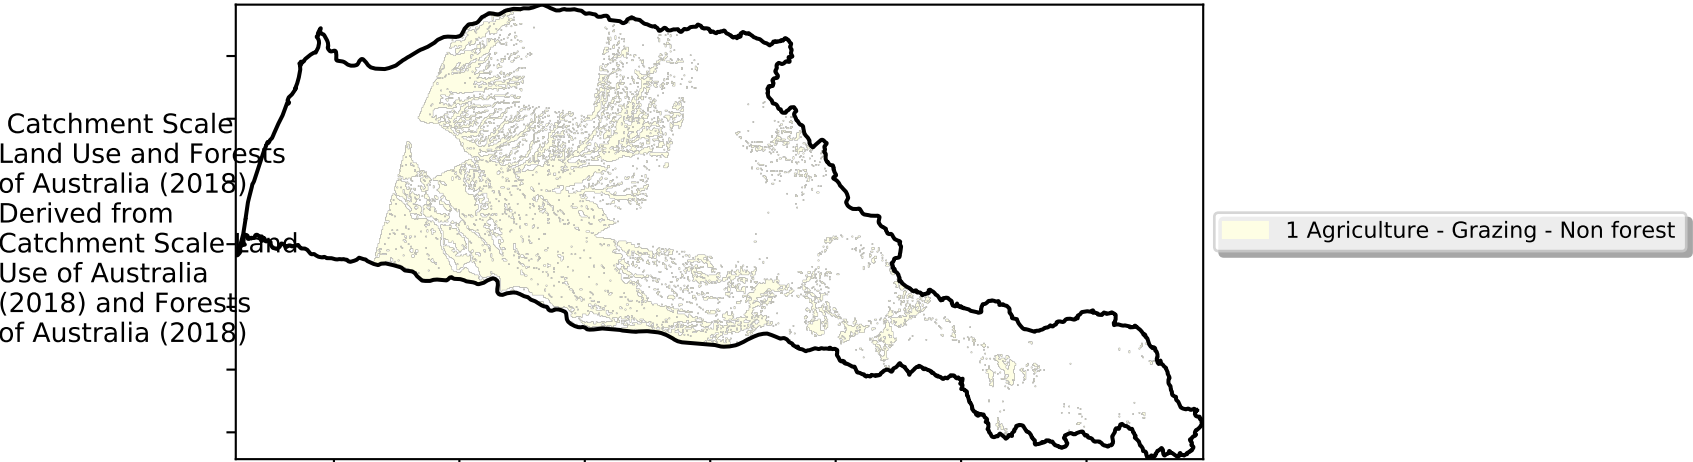 Catchment Scale
Land Use and Forests
of Australia (2018)
Derived from
Catchment Scale Land
Use of Australia
(2018) and Forests
of Australia (2018)
1 Agriculture - Grazing - Non forest